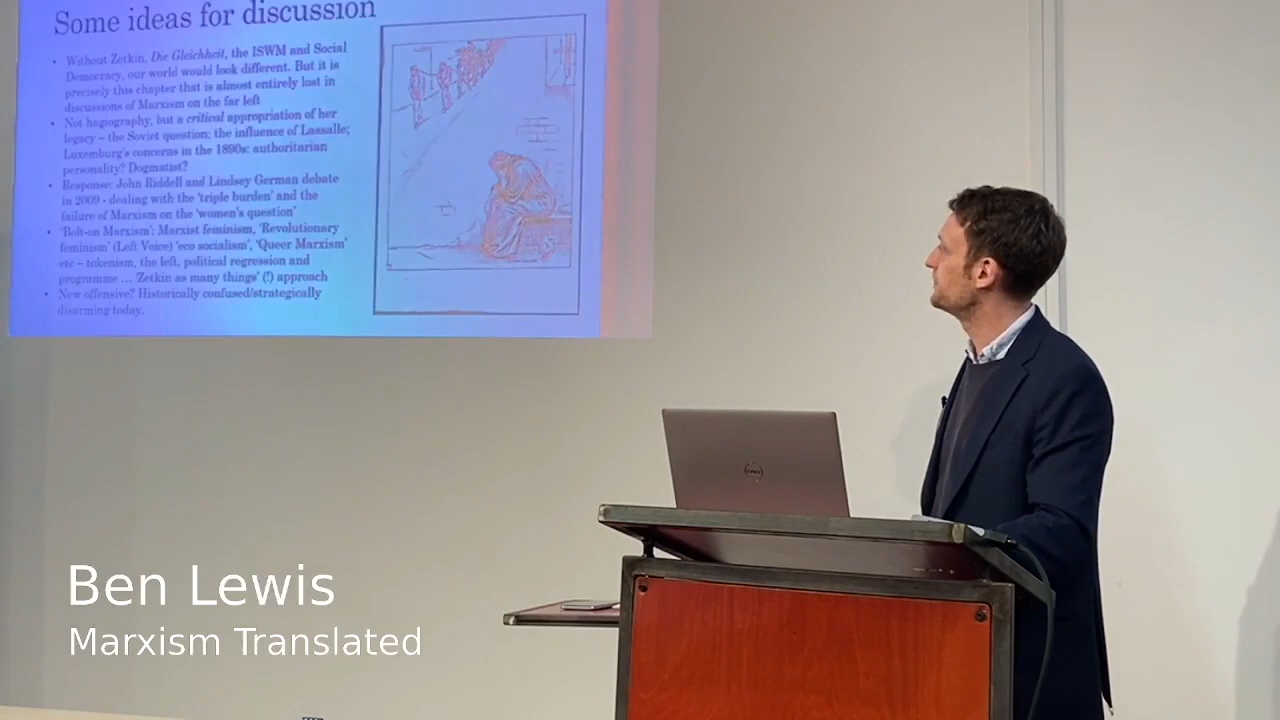 Some ideas for discussion
• Without Zetkin, Die Gleichheit, the ISWM and Social
Democracy, our world would look different. But it is
precisely this chapter that is almost entirely lost in
discussions of Marxism on the far left
• Not hagiography, but a critical appropriation of her
legacy – the Soviet question; the influence of Lassalle;
Luxemburg's concerns in the 1890s: authoritarian
personality? Dogmatist?
• Response: John Riddell and Lindsey German debate
in 2009 - dealing with the 'triple burden' and the
failure of Marxism on the 'women's question'
• 'Bolt-on Marxism': Marxist feminism, 'Revolutionary
feminism' (Left Voice) 'eco socialism', 'Queer Marxism'
etc – tokenism, the left, political regression and
programme … 'Zetkin as many things' (!) approach
• New offensive? Historically confused/strategically
disarming today.
DELL
Ben Lewis
Marxism Translated